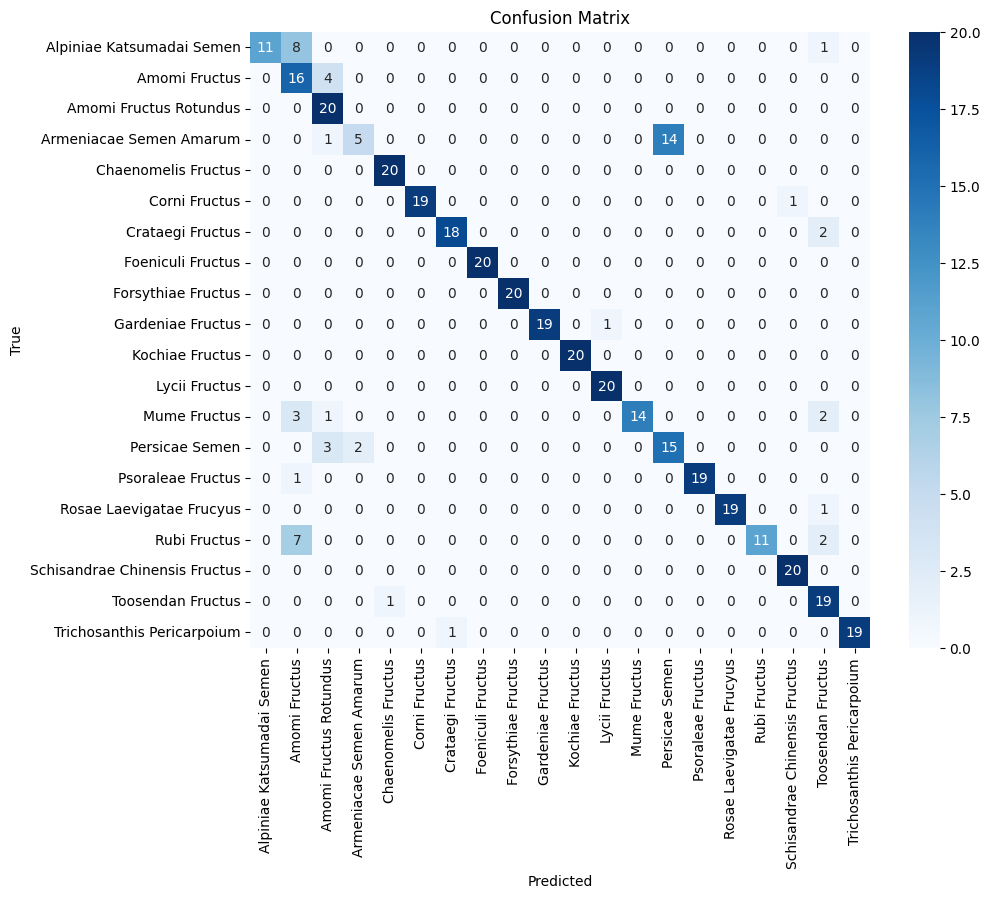 Confusion Matrix
Alpiniae Katsumadai Semen 11 8 0 0 0 0 0 0 0 0 0 0 0 0 0 0 0 0 1 0
Amomi Fructus 0 16 4 0 0 0 0 0 0 0 0 0 0 0 0 0 0 0 0 0
Amomi Fructus Rotundus 0 0 20 0 0 0 0 0 0 0 0 0 0 0 0 0 0 0 0 0
Armeniacae Semen Amarum 0 0 1 5 0 0 0 0 0 0 0 0 0 14 0 0 0 0 0 0
Chaenomelis Fructus 0 0 0 0 20 0 0 0 0 0 0 0 0 0 0 0 0 0 0 0
Corni Fructus 0 0 0 0 0 19 0 0 0 0 0 0 0 0 0 0 0 1 0 0
Crataegi Fructus 0 0 0 0 0 0 18 0 0 0 0 0 0 0 0 0 0 0 2 0
Foeniculi Fructus 0 0 0 0 0 0 0 20 0 0 0 0 0 0 0 0 0 0 0 0
Forsythiae Fructus 0 0 0 0 0 0 0 0 20 0 0 0 0 0 0 0 0 0 0 0
Gardeniae Fructus 0 0 0 0 0 0 0 0 0 19 0 1 0 0 0 0 0 0 0 0
Kochiae Fructus 0 0 0 0 0 0 0 0 0 0 20 0 0 0 0 0 0 0 0 0
Lycii Fructus 0 0 0 0 0 0 0 0 0 0 0 20 0 0 0 0 0 0 0 0
Mume Fructus 0 3 1 0 0 0 0 0 0 0 0 0 14 0 0 0 0 0 2 0
Persicae Semen 0 0 3 2 0 0 0 0 0 0 0 0 0 15 0 0 0 0 0 0
Psoraleae Fructus 0 1 0 0 0 0 0 0 0 0 0 0 0 0 19 0 0 0 0 0
Rosae Laevigatae Frucyus 0 0 0 0 0 0 0 0 0 0 0 0 0 0 0 19 0 0 1 0
Rubi Fructus 0 7 0 0 0 0 0 0 0 0 0 0 0 0 0 0 11 0 2 0
Schisandrae Chinensis Fructus 0 0 0 0 0 0 0 0 0 0 0 0 0 0 0 0 0 20 0 0
Toosendan Fructus 0 0 0 0 1 0 0 0 0 0 0 0 0 0 0 0 0 0 19 0
Trichosanthis Pericarpoium 0 0 0 0 0 0 1 0 0 0 0 0 0 0 0 0 0 0 0 19
True
Alpiniae Katsumadai Semen
Amomi Fructus
Amomi Fructus Rotundus
Armeniacae Semen Amarum
Chaenomelis Fructus
Corni Fructus
Crataegi Fructus
Foeniculi Fructus
Forsythiae Fructus
Gardeniae Fructus
Kochiae Fructus
Lycii Fructus
Mume Fructus
Persicae Semen
Psoraleae Fructus
Rosae Laevigatae Frucyus
Rubi Fructus
Schisandrae Chinensis Fructus
Toosendan Fructus
Trichosanthis Pericarpoium
Predicted
20.0
17.5
15.0
12.5
10.0
7.5
5.0
2.5
0.0